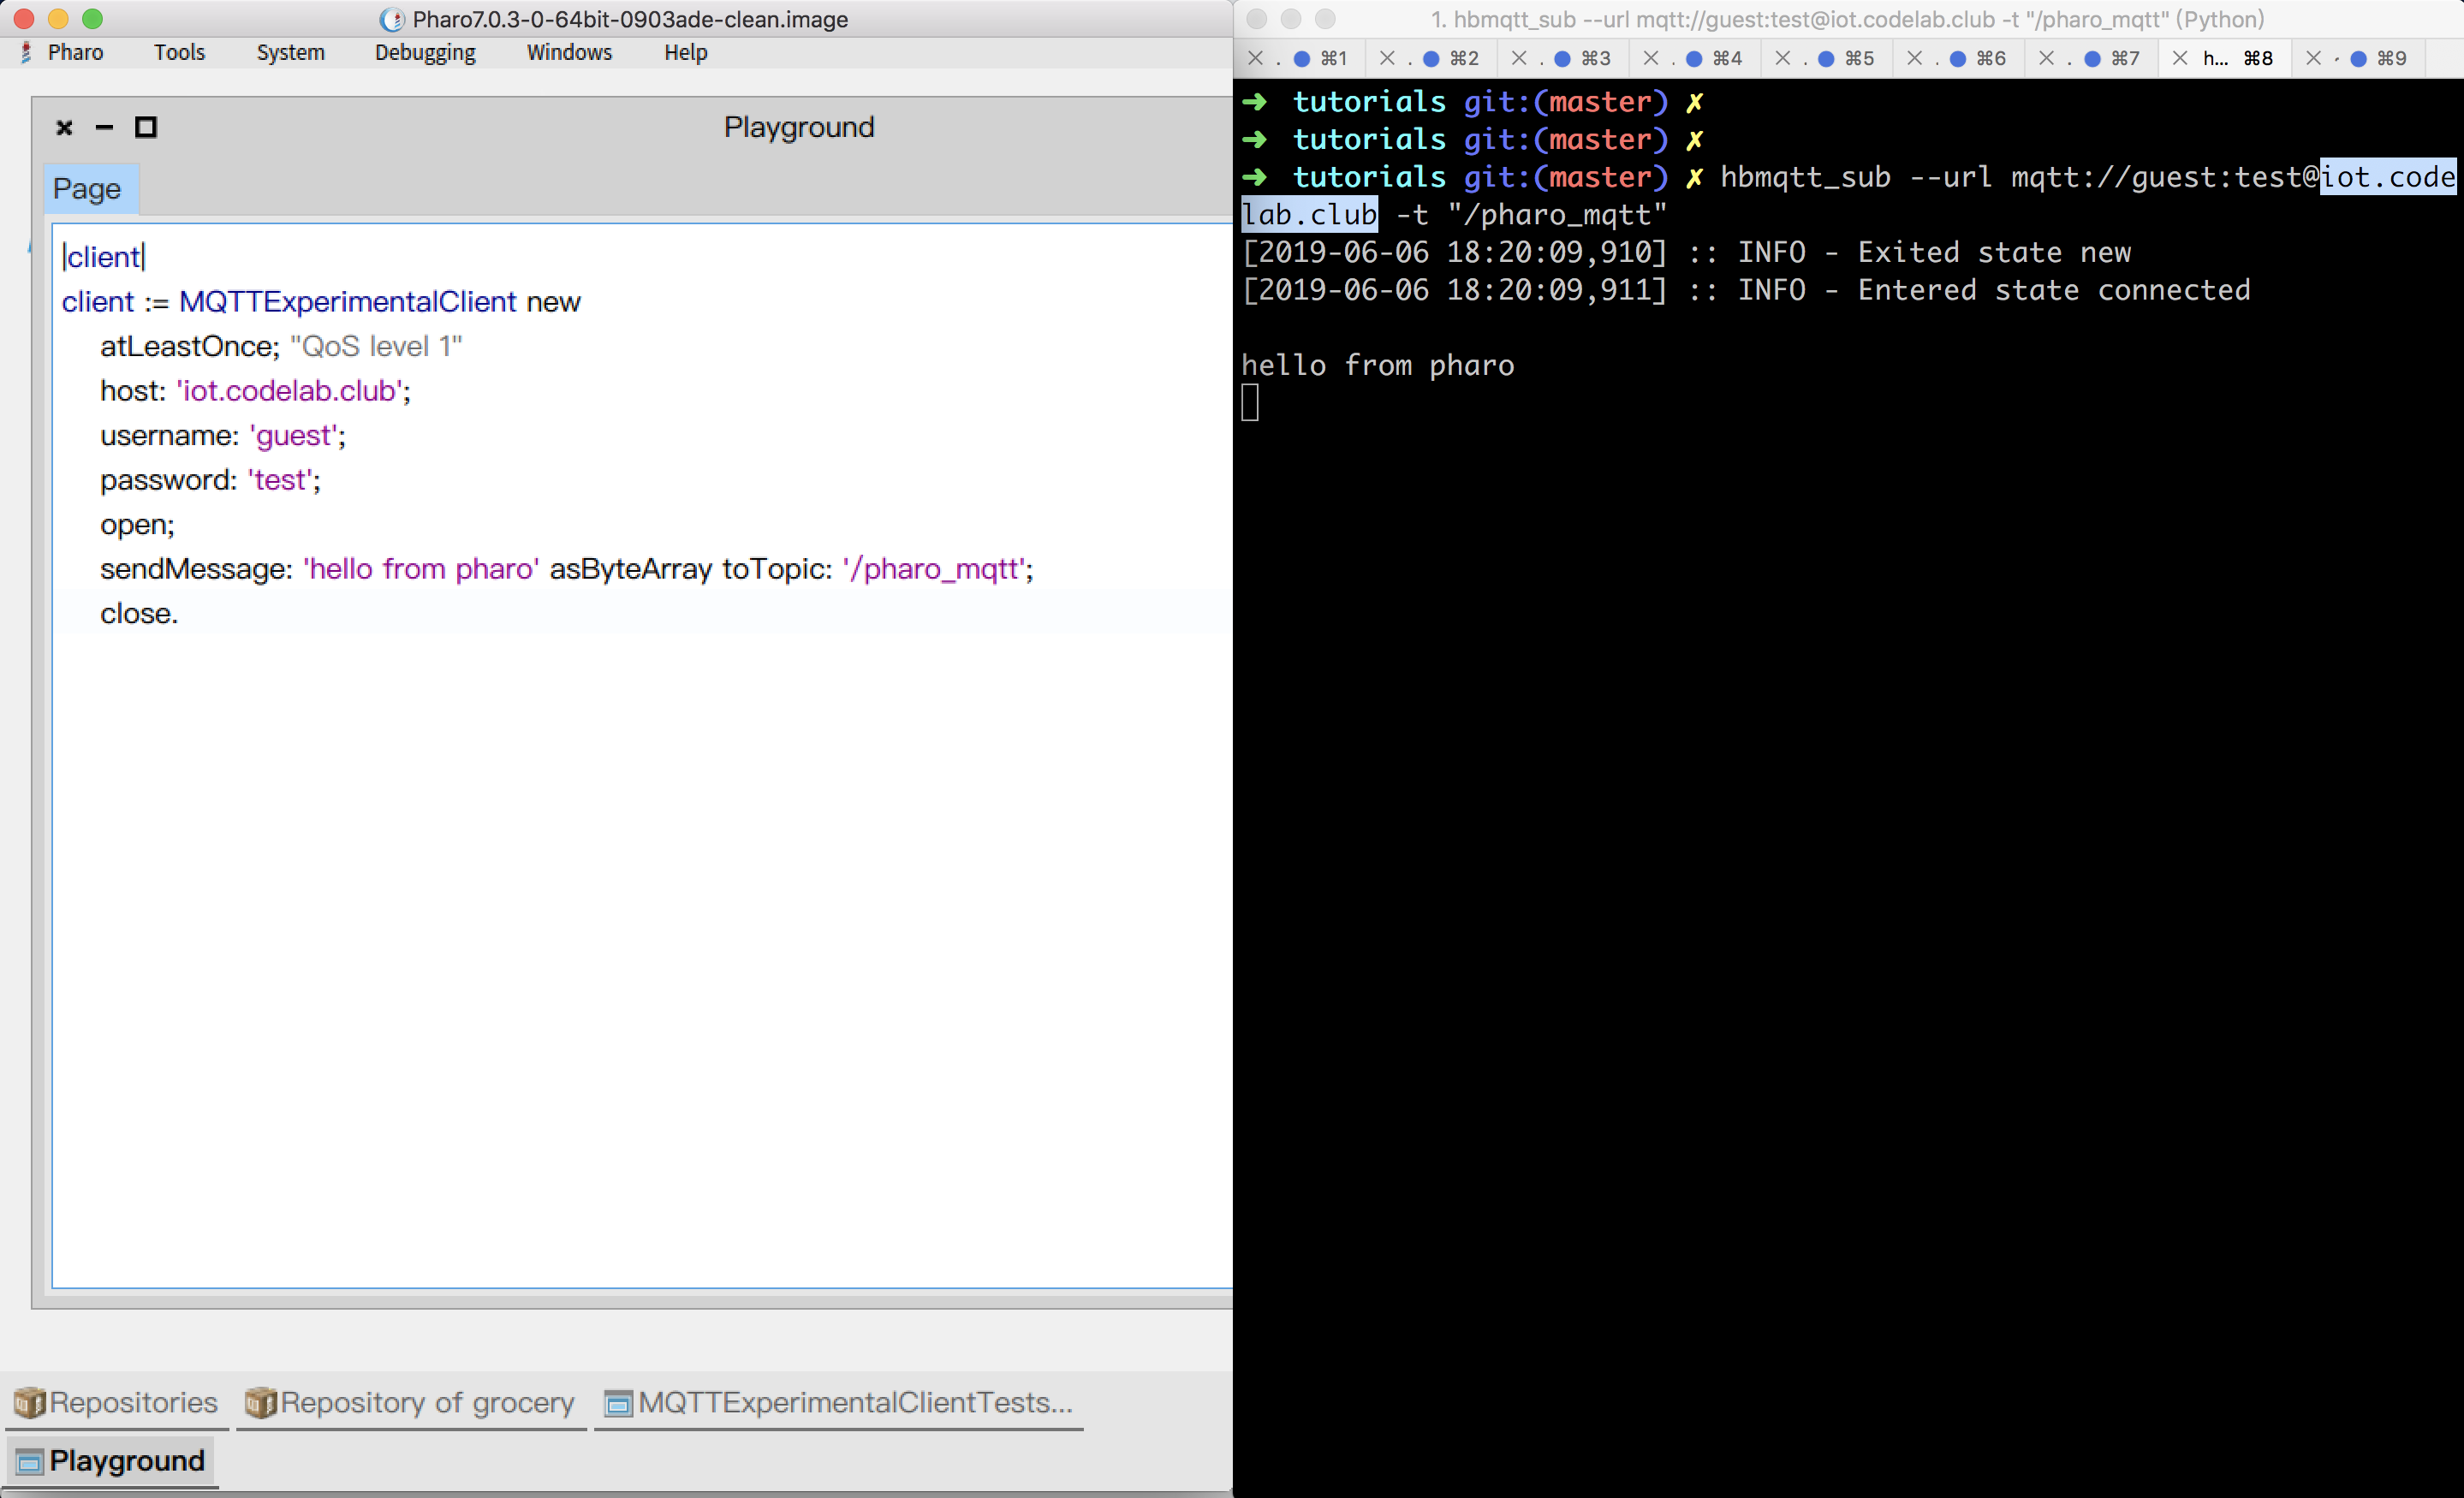 Pharo7.0.3-0-64bit-0903ade-clean.image
Pharo Tools System Debugging Windows Help
Playground
Page
|client|
client := MQTTExperimentalClient new
atLeastOnce; "QoS level 1"
host: 'iot.codelab.club';
username: 'guest';
password: 'test';
open;
sendMessage: 'hello from pharo' asByteArray toTopic: '/pharo_mqtt';
close.
Repositories Repository of grocery MQTTExperimentalClientTests...
Playground
1. hbmqtt_sub --url mqtt://guest:test@iot.codelab.club -t "/pharo_mqtt" (Python)
. ⌘1 . ⌘2 . ⌘3 . ⌘4 . ⌘5 . ⌘6 . ⌘7 h... ⌘8 ⌘9
➜ tutorials git:(master) ✗
➜ tutorials git:(master) ✗
➜ tutorials git:(master) ✗ hbmqtt_sub --url mqtt://guest:test@iot.code
lab.club -t "/pharo_mqtt"
[2019-06-06 18:20:09,910] :: INFO - Exited state new
[2019-06-06 18:20:09,911] :: INFO - Entered state connected
hello from pharo